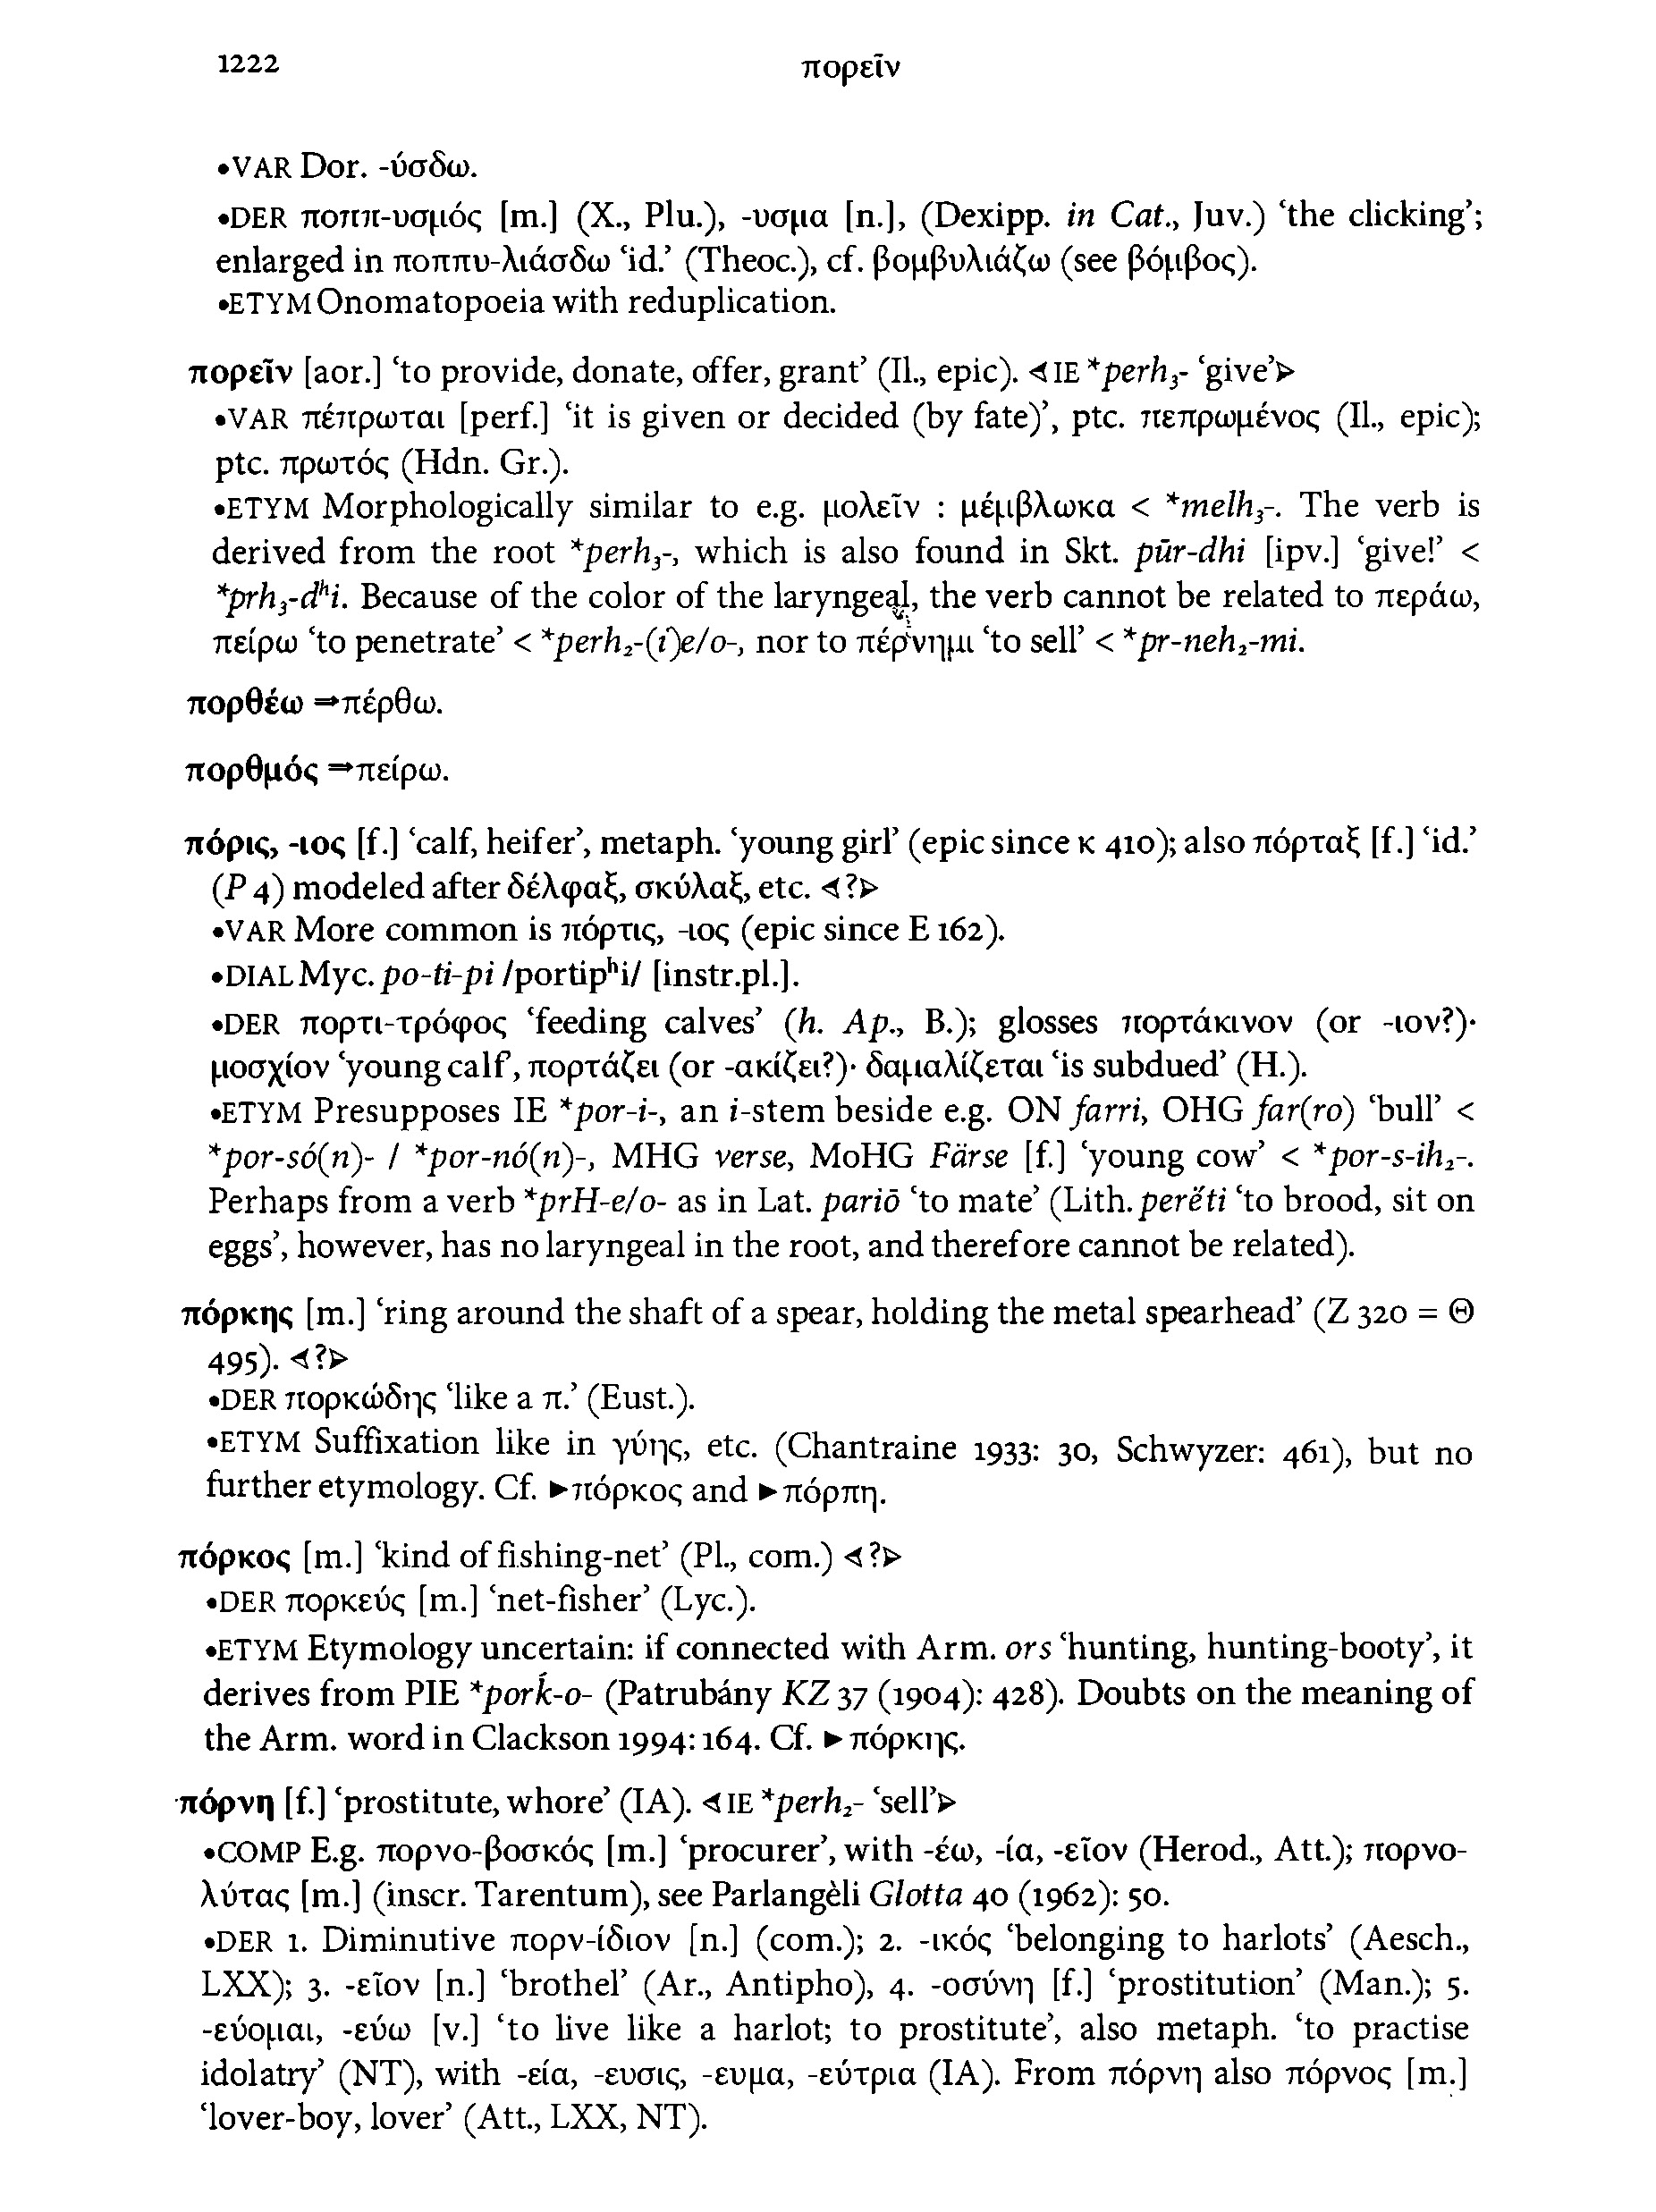 1222
πορεῖν
•VAR Dor. -ύσδω.
•DER ποππ-υσμός [m.] (X., Plu.), -υσμα [n.], (Dexipp. in Cat., Juv.) ‘the clicking’;
enlarged in ποππυ-λιάσδω ‘id.’ (Theoc.), cf. βομβυλιάζω (see βόμβος).
•ETYM Onomatopoeia with reduplication.
πορεῖν [aor.] ‘to provide, donate, offer, grant’ (Il., epic). ◁IE *perh₃- ‘give’▷
•VAR πέπρωται [perf.] ‘it is given or decided (by fate)’, ptc. πεπρωμένος (Il., epic);
ptc. πρωτός (Hdn. Gr.).
•ETYM Morphologically similar to e.g. μολεῖν : μέμβλωκα < *melh₃-. The verb is
derived from the root *perh₃-, which is also found in Skt. pūr-dhi [ipv.] ‘give!’ <
*prh₃-dʰi. Because of the color of the laryngeal, the verb cannot be related to περάω,
πείρω ‘to penetrate’ < *perh₂-(i)e/o-, nor to πέρνημι ‘to sell’ < *pr-neh₂-mi.
πορθέω ⇒πέρθω.
πορθμός ⇒πείρω.
πόρις, -ιος [f.] ‘calf, heifer’, metaph. ‘young girl’ (epic since κ 410); also πόρταξ [f.] ‘id.’
(P 4) modeled after δέλφαξ, σκύλαξ, etc. ◁?▷
•VAR More common is πόρτις, -ιος (epic since E 162).
•DIAL Myc. po-ti-pi /portipʰi/ [instr.pl.].
•DER πορτι-τρόφος ‘feeding calves’ (h. Ap., B.); glosses πορτάκινον (or -ιον?)·
μοσχίον ‘young calf’, πορτάζει (or -ακίζει?)· δαμαλίζεται ‘is subdued’ (H.).
•ETYM Presupposes IE *por-i-, an i-stem beside e.g. ON farri, OHG far(ro) ‘bull’ <
*por-só(n)- / *por-nó(n)-, MHG verse, MoHG Färse [f.] ‘young cow’ < *por-s-ih₂-.
Perhaps from a verb *prH-e/o- as in Lat. pariō ‘to mate’ (Lith. perė́ti ‘to brood, sit on
eggs’, however, has no laryngeal in the root, and therefore cannot be related).
πόρκης [m.] ‘ring around the shaft of a spear, holding the metal spearhead’ (Z 320 = Θ
495). ◁?▷
•DER πορκώδης ‘like a π.’ (Eust.).
•ETYM Suffixation like in γύης, etc. (Chantraine 1933: 30, Schwyzer: 461), but no
further etymology. Cf. ►πόρκος and ►πόρπη.
πόρκος [m.] ‘kind of fishing-net’ (Pl., com.) ◁?▷
•DER πορκεύς [m.] ‘net-fisher’ (Lyc.).
•ETYM Etymology uncertain: if connected with Arm. ors ‘hunting, hunting-booty’, it
derives from PIE *porḱ-o- (Patrubány KZ 37 (1904): 428). Doubts on the meaning of
the Arm. word in Clackson 1994: 164. Cf. ►πόρκης.
πόρνη [f.] ‘prostitute, whore’ (IA). ◁IE *perh₂- ‘sell’▷
•COMP E.g. πορνο-βοσκός [m.] ‘procurer’, with -έω, -ία, -εῖον (Herod., Att.); πορνο-
λύτας [m.] (inscr. Tarentum), see Parlangèli Glotta 40 (1962): 50.
•DER 1. Diminutive πορν-ίδιον [n.] (com.); 2. -ικός ‘belonging to harlots’ (Aesch.,
LXX); 3. -εῖον [n.] ‘brothel’ (Ar., Antipho), 4. -οσύνη [f.] ‘prostitution’ (Man.); 5.
-εύομαι, -εύω [v.] ‘to live like a harlot; to prostitute’, also metaph. ‘to practise
idolatry’ (NT), with -εία, -ευσις, -ευμα, -εύτρια (IA). From πόρνη also πόρνος [m.]
‘lover-boy, lover’ (Att., LXX, NT).